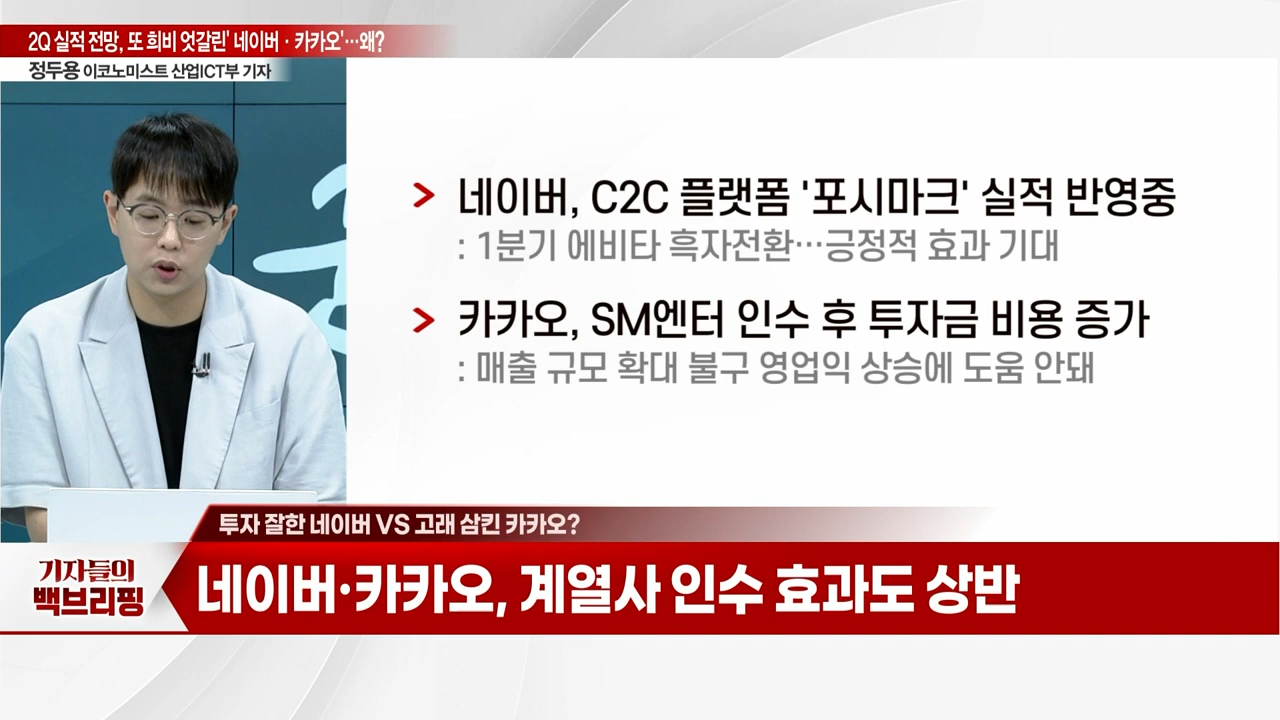 2Q 실적 전망, 또 희비 엇갈린' 네이버·카카오'…왜?
정두용 이코노미스트 산업ICT부 기자
> 네이버, C2C 플랫폼 '포시마크' 실적 반영중
: 1분기 에비타 흑자전환…긍정적 효과 기대
> 카카오, SM엔터 인수 후 투자금 비용 증가
: 매출 규모 확대 불구 영업익 상승에 도움 안돼
투자 잘한 네이버 VS 고래 삼킨 카카오?
기자들의
백브리핑
네이버·카카오, 계열사 인수 효과도 상반